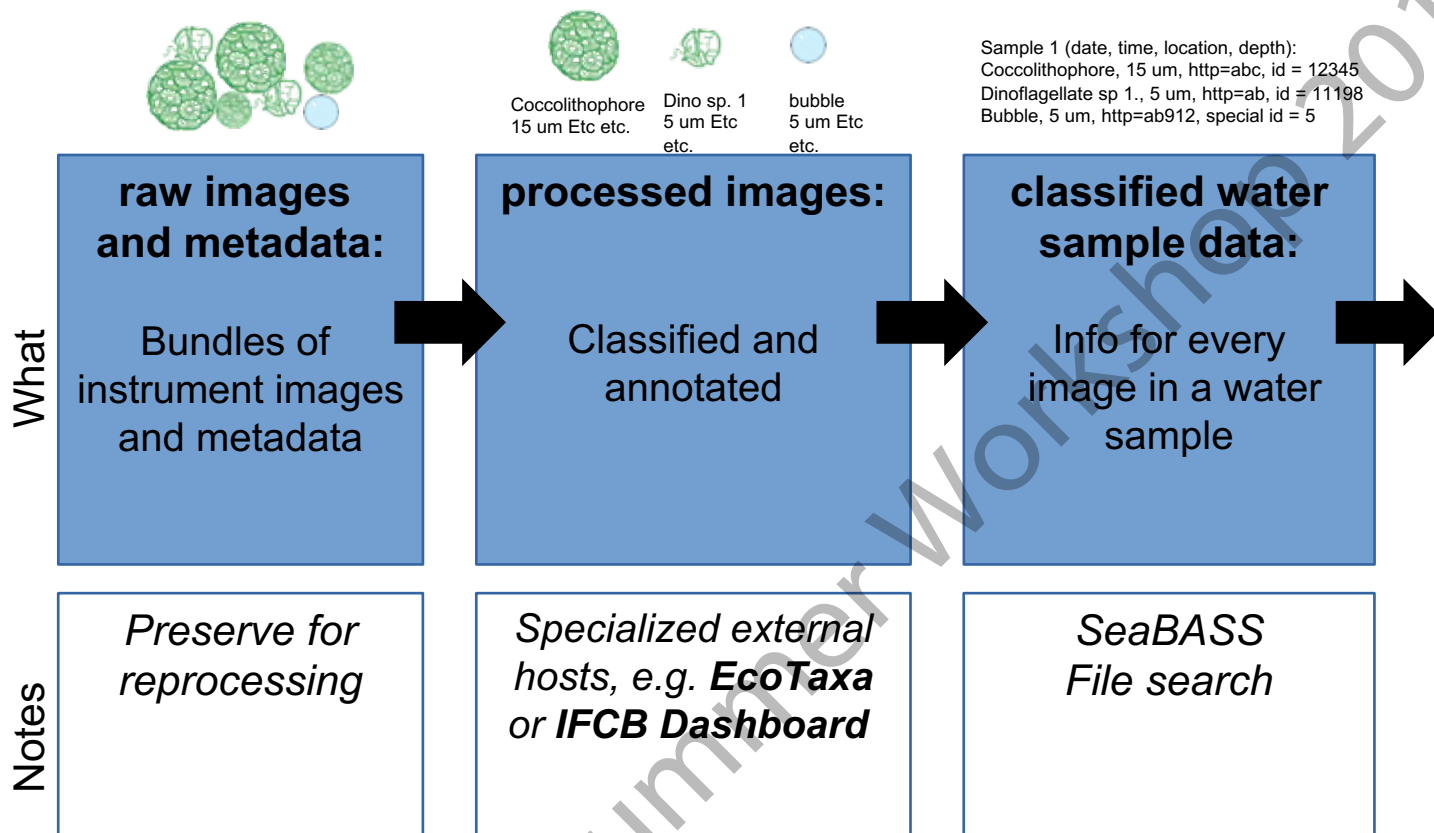 Coccolithophore
15 um Etc etc.
Dino sp. 1
5 um Etc
etc.
bubble
5 um Etc
etc.
Sample 1 (date, time, location, depth):
Coccolithophore, 15 um, http=abc, id = 12345
Dinoflagellate sp 1., 5 um, http=ab, id = 11198
Bubble, 5 um, http=ab912, special id = 5
What
raw images
and metadata:
Bundles of
instrument images
and metadata
processed images:
Classified and
annotated
classified water
sample data:
Info for every
image in a water
sample
Notes
Preserve for
reprocessing
Specialized external
hosts, e.g. EcoTaxa
or IFCB Dashboard
SeaBASS
File search
ummer Workshop 201